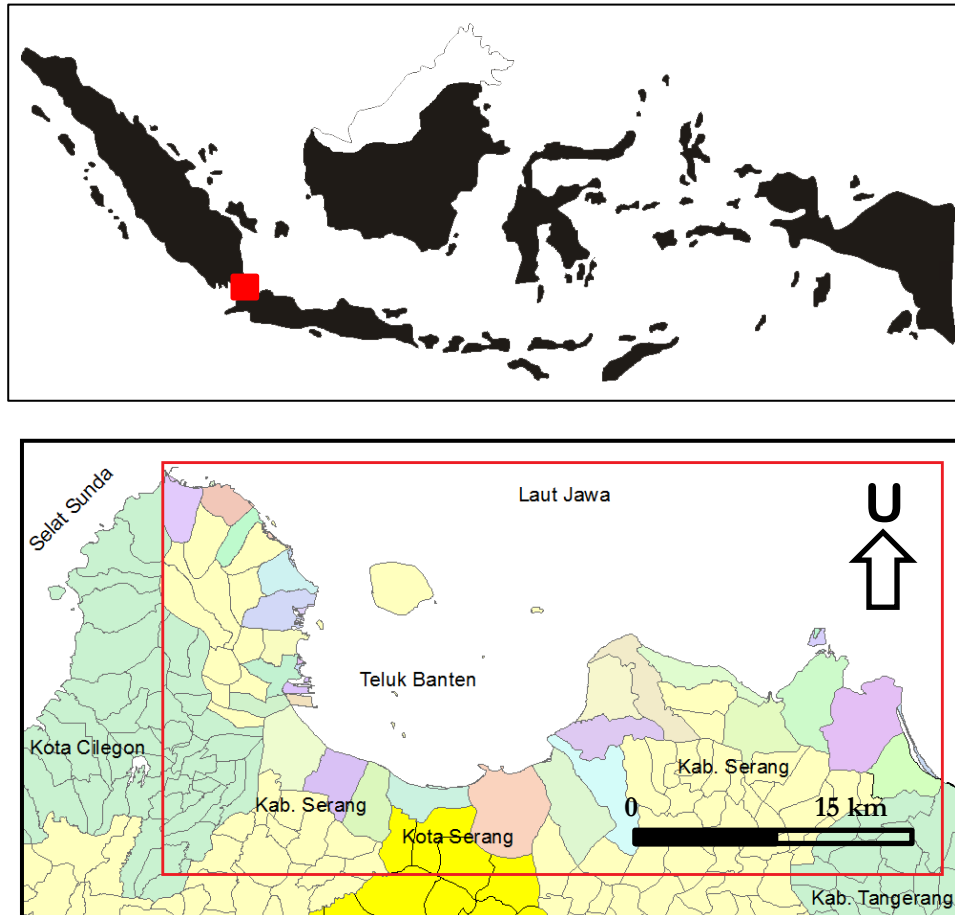 Selat Sunda
Laut Jawa
U
Teluk Banten
Kota Cilegon
Kab. Serang
Kab. Serang
0 15 km
Kota Serang
Kab. Tangerang